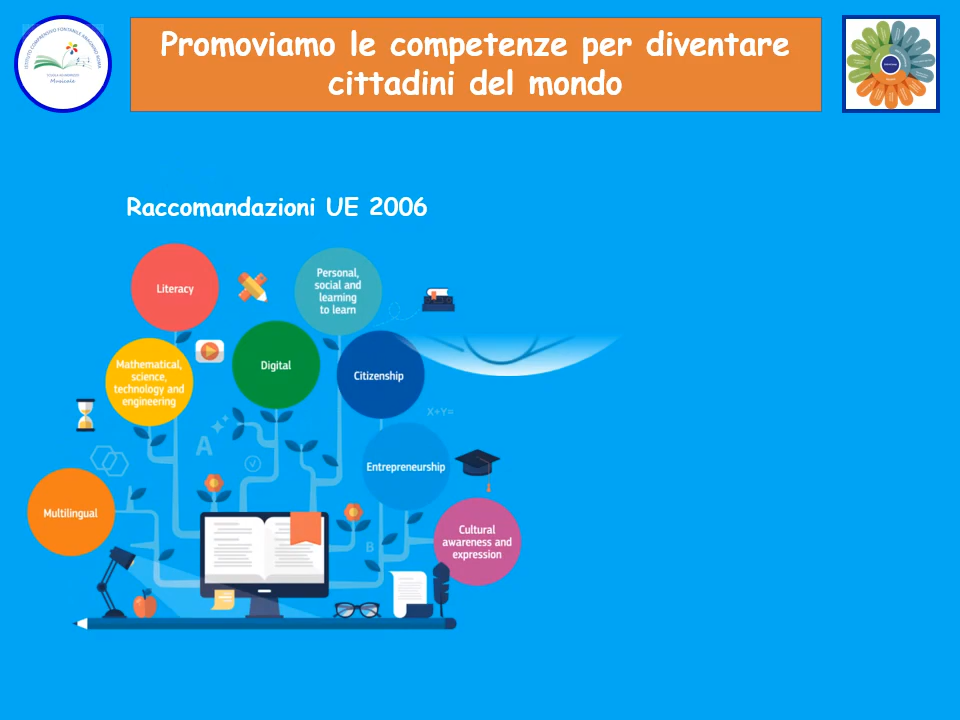 Promoviamo le competenze per diventare
cittadini del mondo
Musicale
Raccomandazioni UE 2006
Literacy
Personal,
social and
learning
to learn
Mathematical,
science,
technology and
engineering
Digital
Citizenship
X+Y=
A
Entrepreneurship
Multilingual
Cultural
awareness and
expression
B